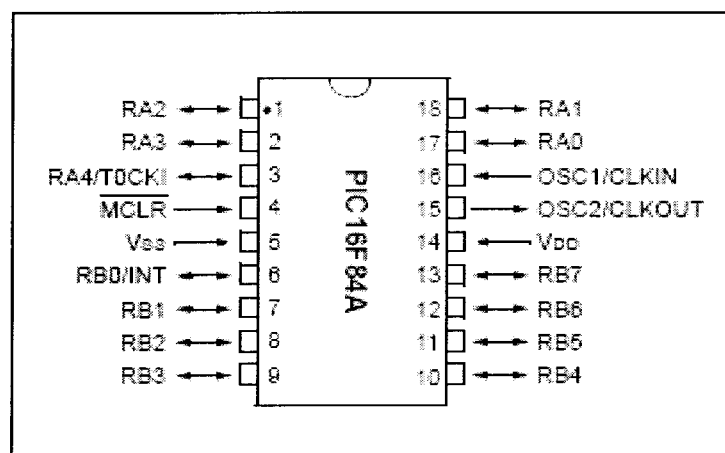 RA2 1 18 RA1
RA3 2 17 RA0
RA4/T0CKI 3 16 OSC1/CLKIN
MCLR 4 15 OSC2/CLKOUT
Vss 5 14 VDD
RB0/INT 6 13 RB7
RB1 7 12 RB6
RB2 8 11 RB5
RB3 9 10 RB4
PIC16F84A